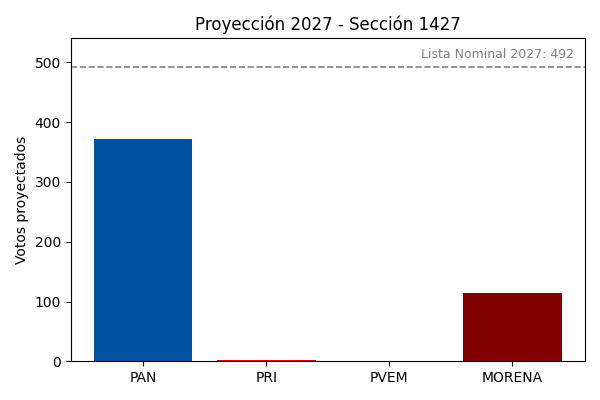 Proyección 2027 - Sección 1427
Lista Nominal 2027: 492
Votos proyectados
500
400
300
200
100
0
PAN
PRI
PVEM
MORENA